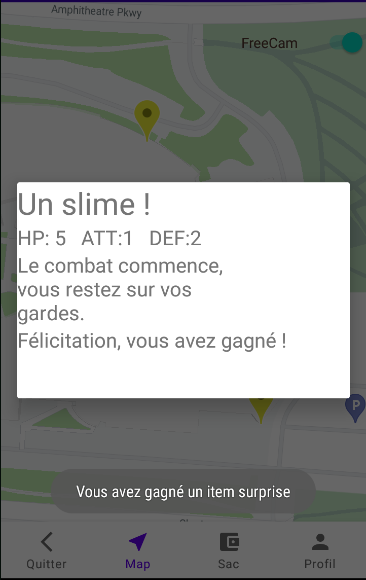 Amphitheatre Pkwy
FreeCam
Un slime !
HP: 5 ATT:1 DEF:2
Le combat commence,
vous restez sur vos
gardes.
Félicitation, vous avez gagné !
P
Vous avez gagné un item surprise
Quitter
Map
Sac
Profil